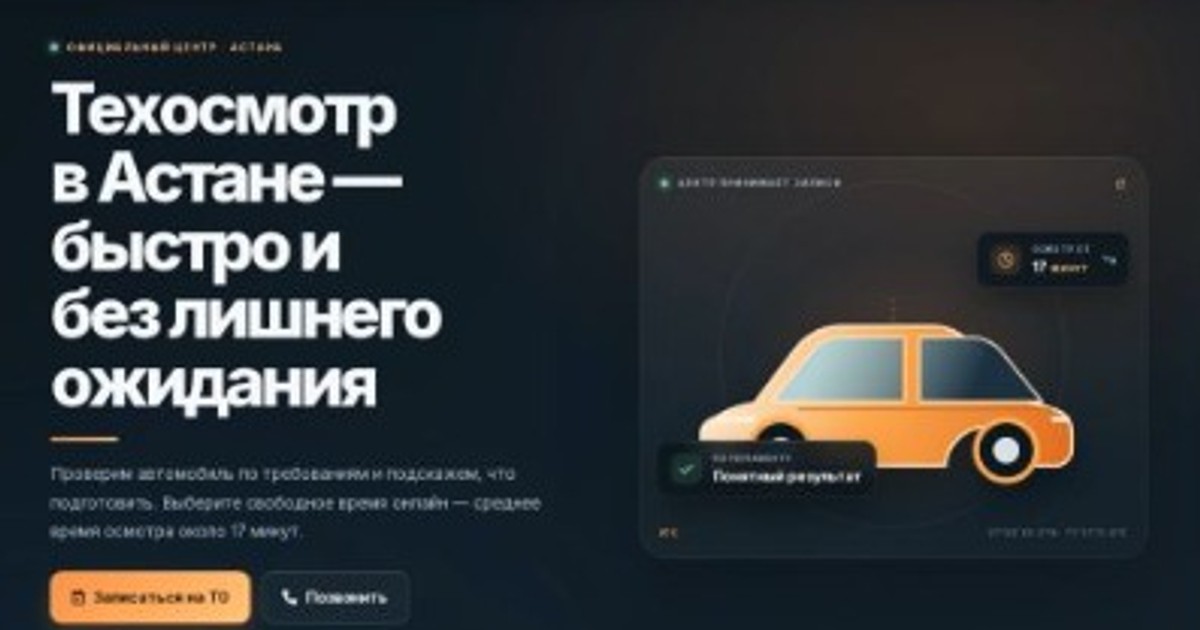 ОФИЦИАЛЬНЫЙ ЦЕНТР · АСТАНА
Техосмотр
в Астане —
быстро и
без лишнего
ожидания
Проверим автомобиль по требованиям и подскажем, что
подготовить. Выберите свободное время онлайн — среднее
время осмотра около 17 минут.
Записаться на ТО
Позвонить
ЦЕНТР ПРИНИМАЕТ ЗАПИСИ
17 минут
Понятный результат